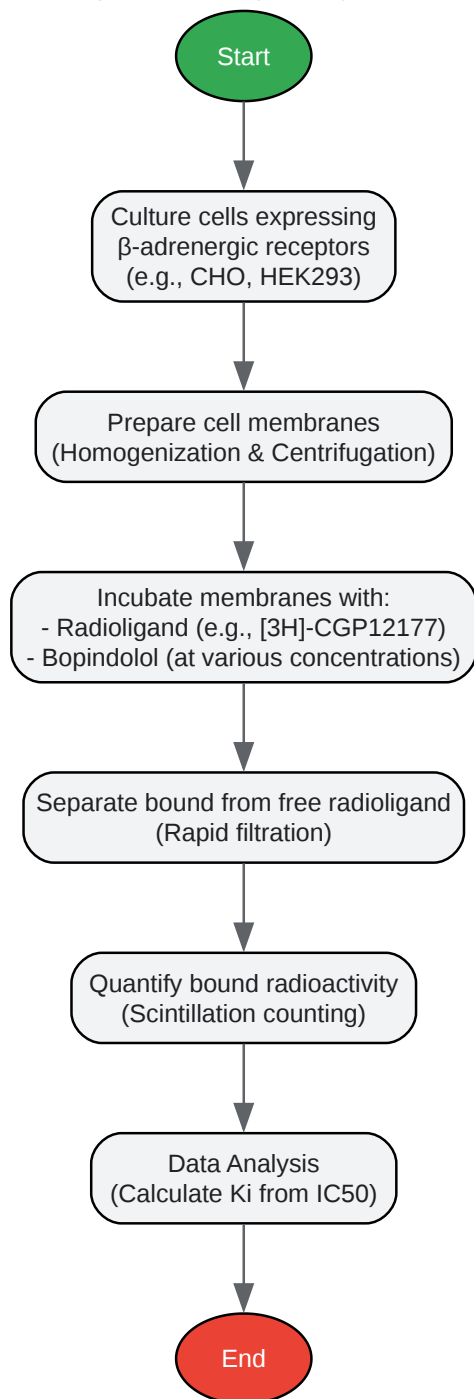 Start
Culture cells expressing
β-adrenergic receptors
(e.g., CHO, HEK293)
Prepare cell membranes
(Homogenization & Centrifugation)
Incubate membranes with:
- Radioligand (e.g., [3H]-CGP12177)
- Bopindolol (at various concentrations)
Separate bound from free radioligand
(Rapid filtration)
Quantify bound radioactivity
(Scintillation counting)
Data Analysis
(Calculate Ki from IC50)
End